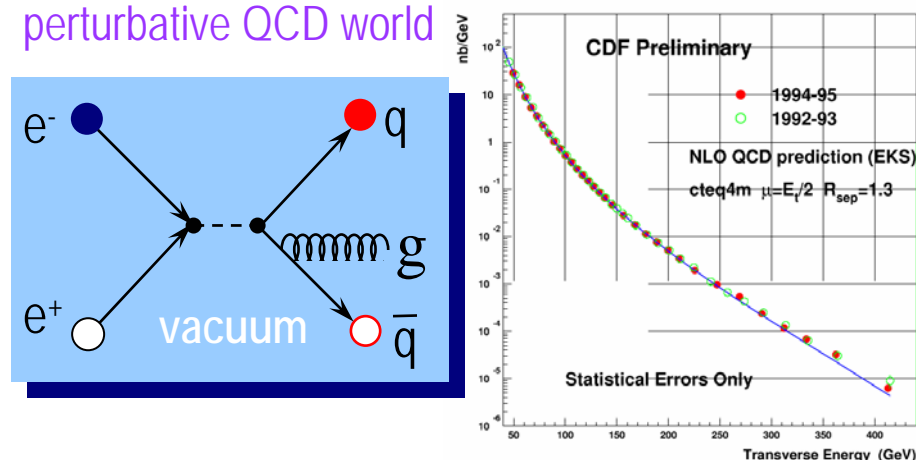 perturbative QCD world
e-
q
g
e+
vacuum
q̄
nb/GeV
CDF Preliminary
1994-95
1992-93
NLO QCD prediction (EKS)
cteq4m μ=Et/2 Rsep=1.3
Statistical Errors Only
10 2
10
1
10 -1
10 -2
10 -3
10 -4
10 -5
10 -6
50 100 150 200 250 300 350 400
Transverse Energy (GeV)